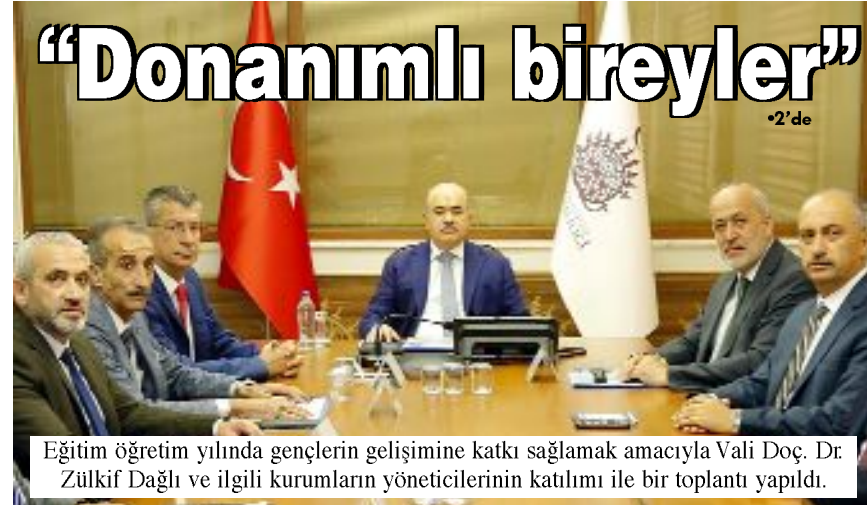 “Donanımlı bireyler”
•2’de
Eğitim öğretim yılında gençlerin gelişimine katkı sağlamak amacıyla Vali Doç. Dr.
Zülkif Dağlı ve ilgili kurumların yöneticilerinin katılımı ile bir toplantı yapıldı.